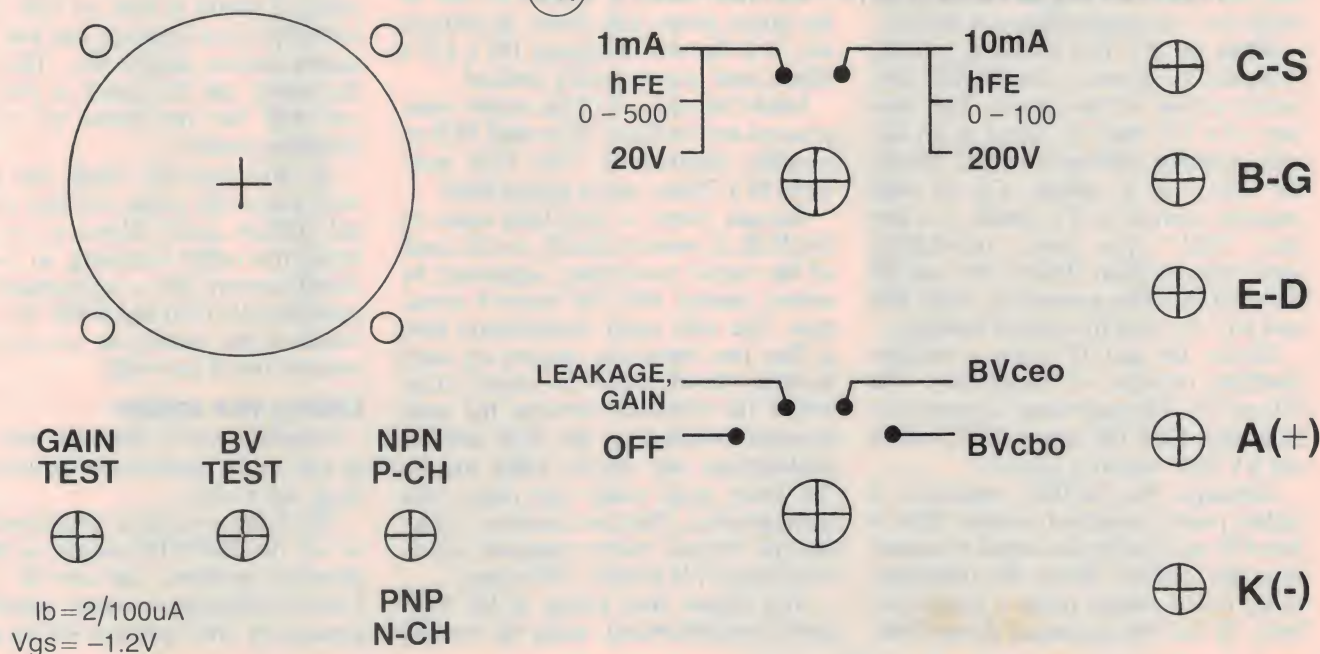 1mA
hFE
0 – 500
20V
10mA
hFE
0 – 100
200V
C-S
B-G
E-D
LEAKAGE,
GAIN
OFF
BVceo
BVcbo
A(+)
K(-)
GAIN
TEST
BV
TEST
NPN
P-CH
PNP
N-CH
Ib=2/100uA
Vgs= –1.2V